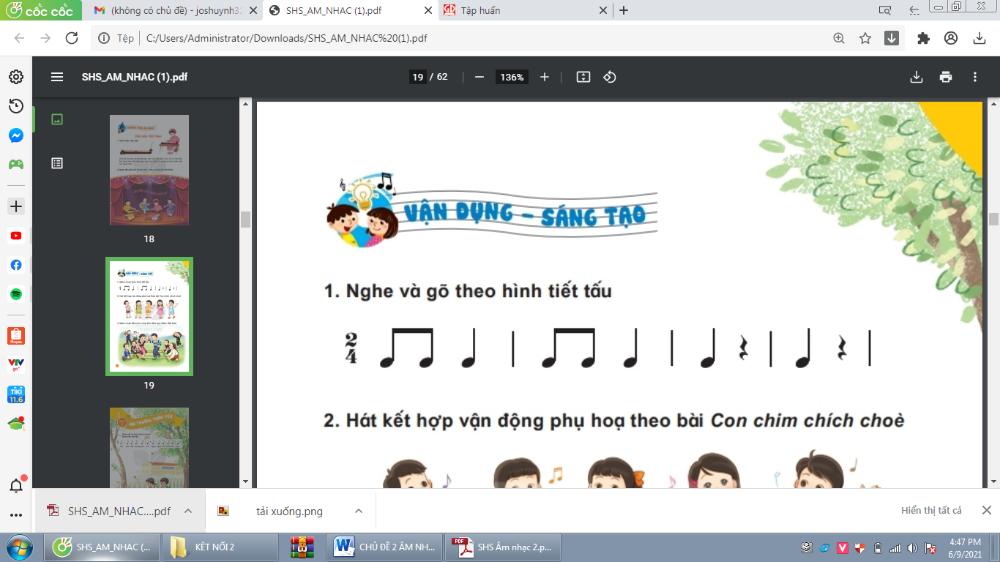 cốc cốc
(không có chủ đề) - joshuynh32
SHS_AM_NHAC (1).pdf
Tập huấn
Tệp
C:/Users/Administrator/Downloads/SHS_AM_NHAC%20(1).pdf
SHS_AM_NHAC (1).pdf
19 / 62
136%
18
19
VẬN DỤNG – SÁNG TẠO
1. Nghe và gõ theo hình tiết tấu
2
4
2. Hát kết hợp vận động phụ hoạ theo bài Con chim chích choè
Shopee
VTV
go
TIKI
11.6
SHS_AM_NHAC....pdf
tải xuống.png
Hiển thị tất cả
SHS_AM_NHAC (...
KẾT NỐI 2
CHỦ ĐỀ 2 ÂM NH...
SHS Âm nhạc 2.p...
4:47 PM
6/9/2021